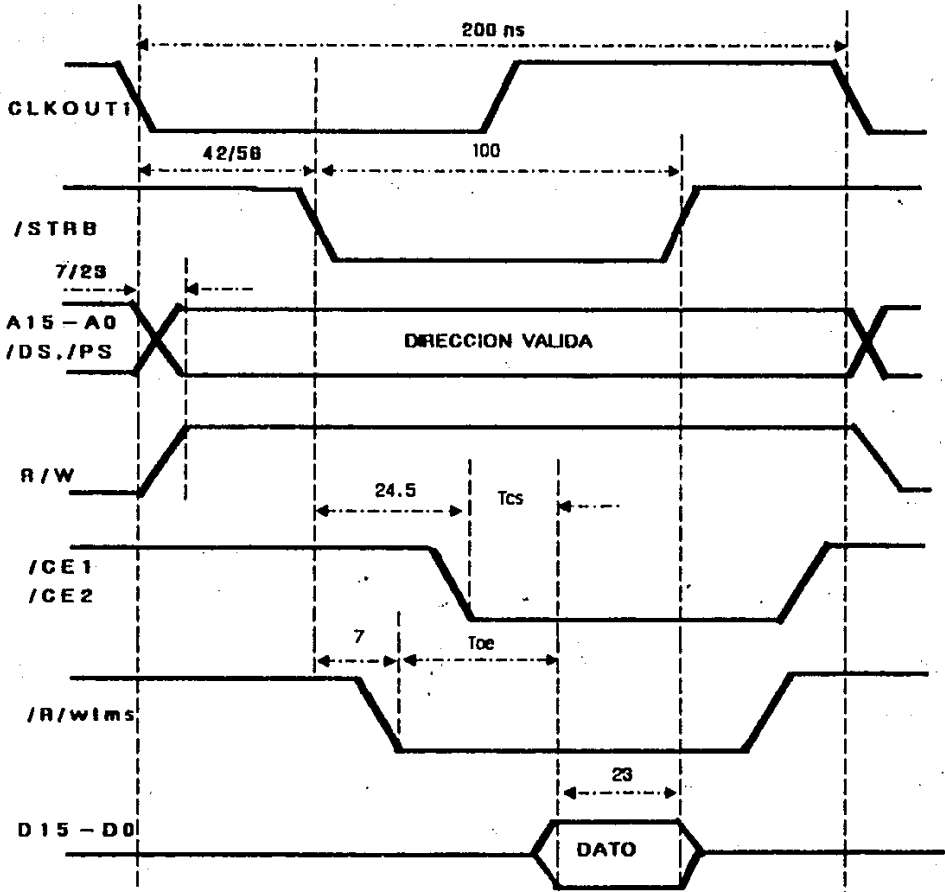 200 ns
CLKOUT1
42/58
100
/STRB
7/23
A15-A0
/DS,/PS
DIRECCION VALIDA
R/W
24.5
Tcs
/CE1
/CE2
7
Toe
/R/wtms
23
D15-D0
DATO